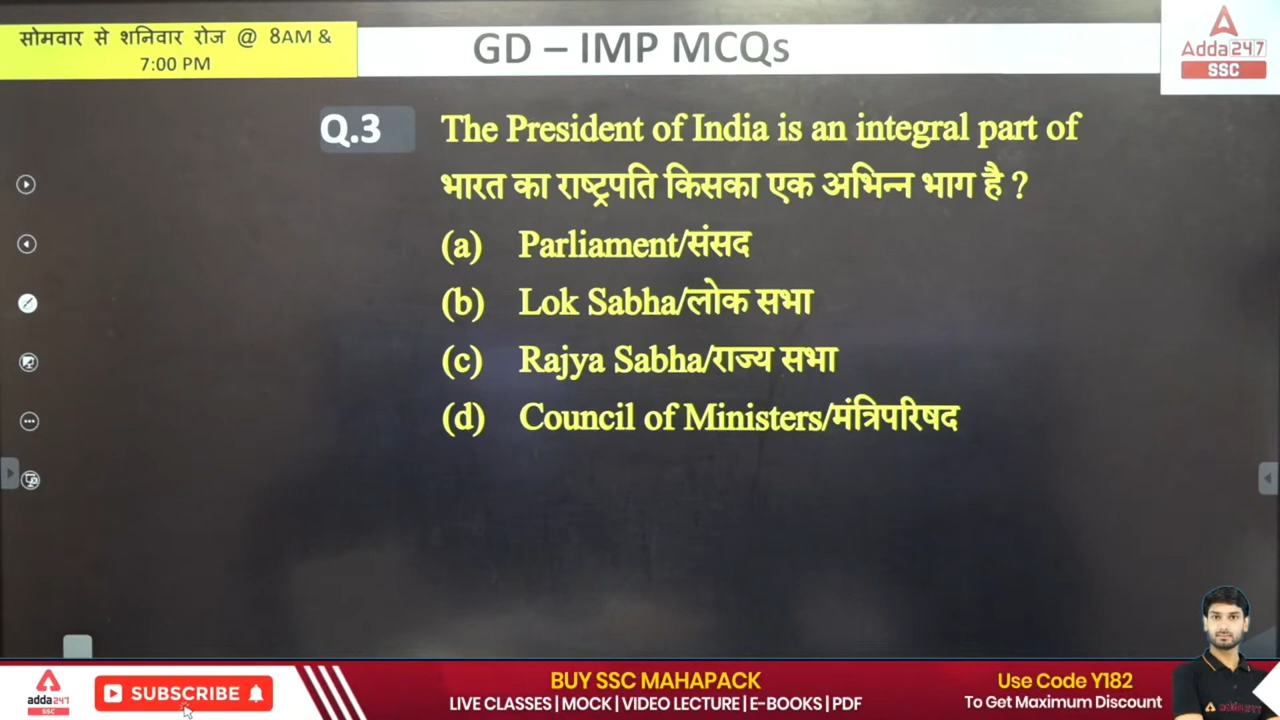 सोमवार से शनिवार रोज @ 8AM &
7:00 PM
GD – IMP MCQs
Adda247
SSC
Q.3 The President of India is an integral part of
भारत का राष्ट्रपति किसका एक अभिन्न भाग है ?
(a) Parliament/संसद
(b) Lok Sabha/लोक सभा
(c) Rajya Sabha/राज्य सभा
(d) Council of Ministers/मंत्रिपरिषद
adda247
SSC
SUBSCRIBE
BUY SSC MAHAPACK
LIVE CLASSES | MOCK | VIDEO LECTURE | E-BOOKS | PDF
Use Code Y182
To Get Maximum Discount